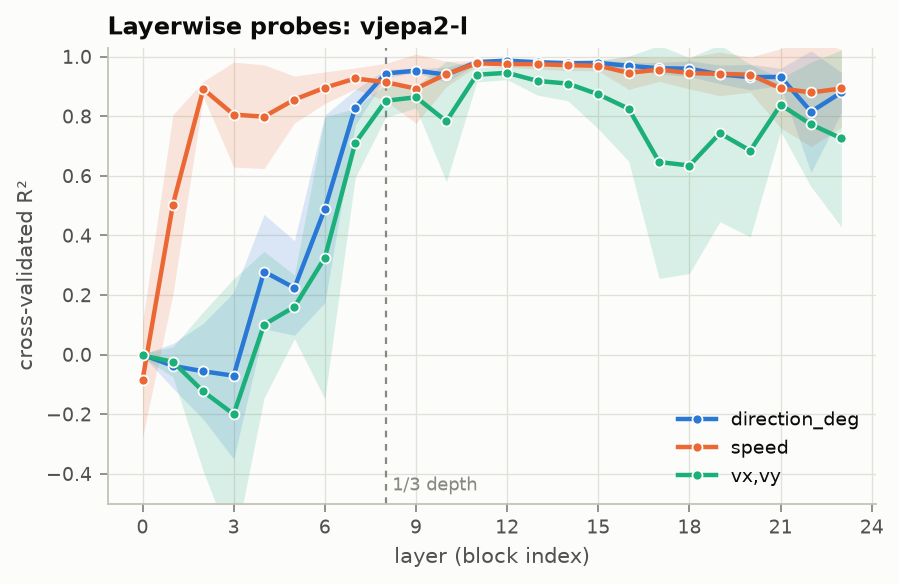 Layerwise probes: vjepa2-l
cross-validated R²
1.0
0.8
0.6
0.4
0.2
0.0
−0.2
−0.4
1/3 depth
direction_deg
speed
vx,vy
0 3 6 9 12 15 18 21 24
layer (block index)